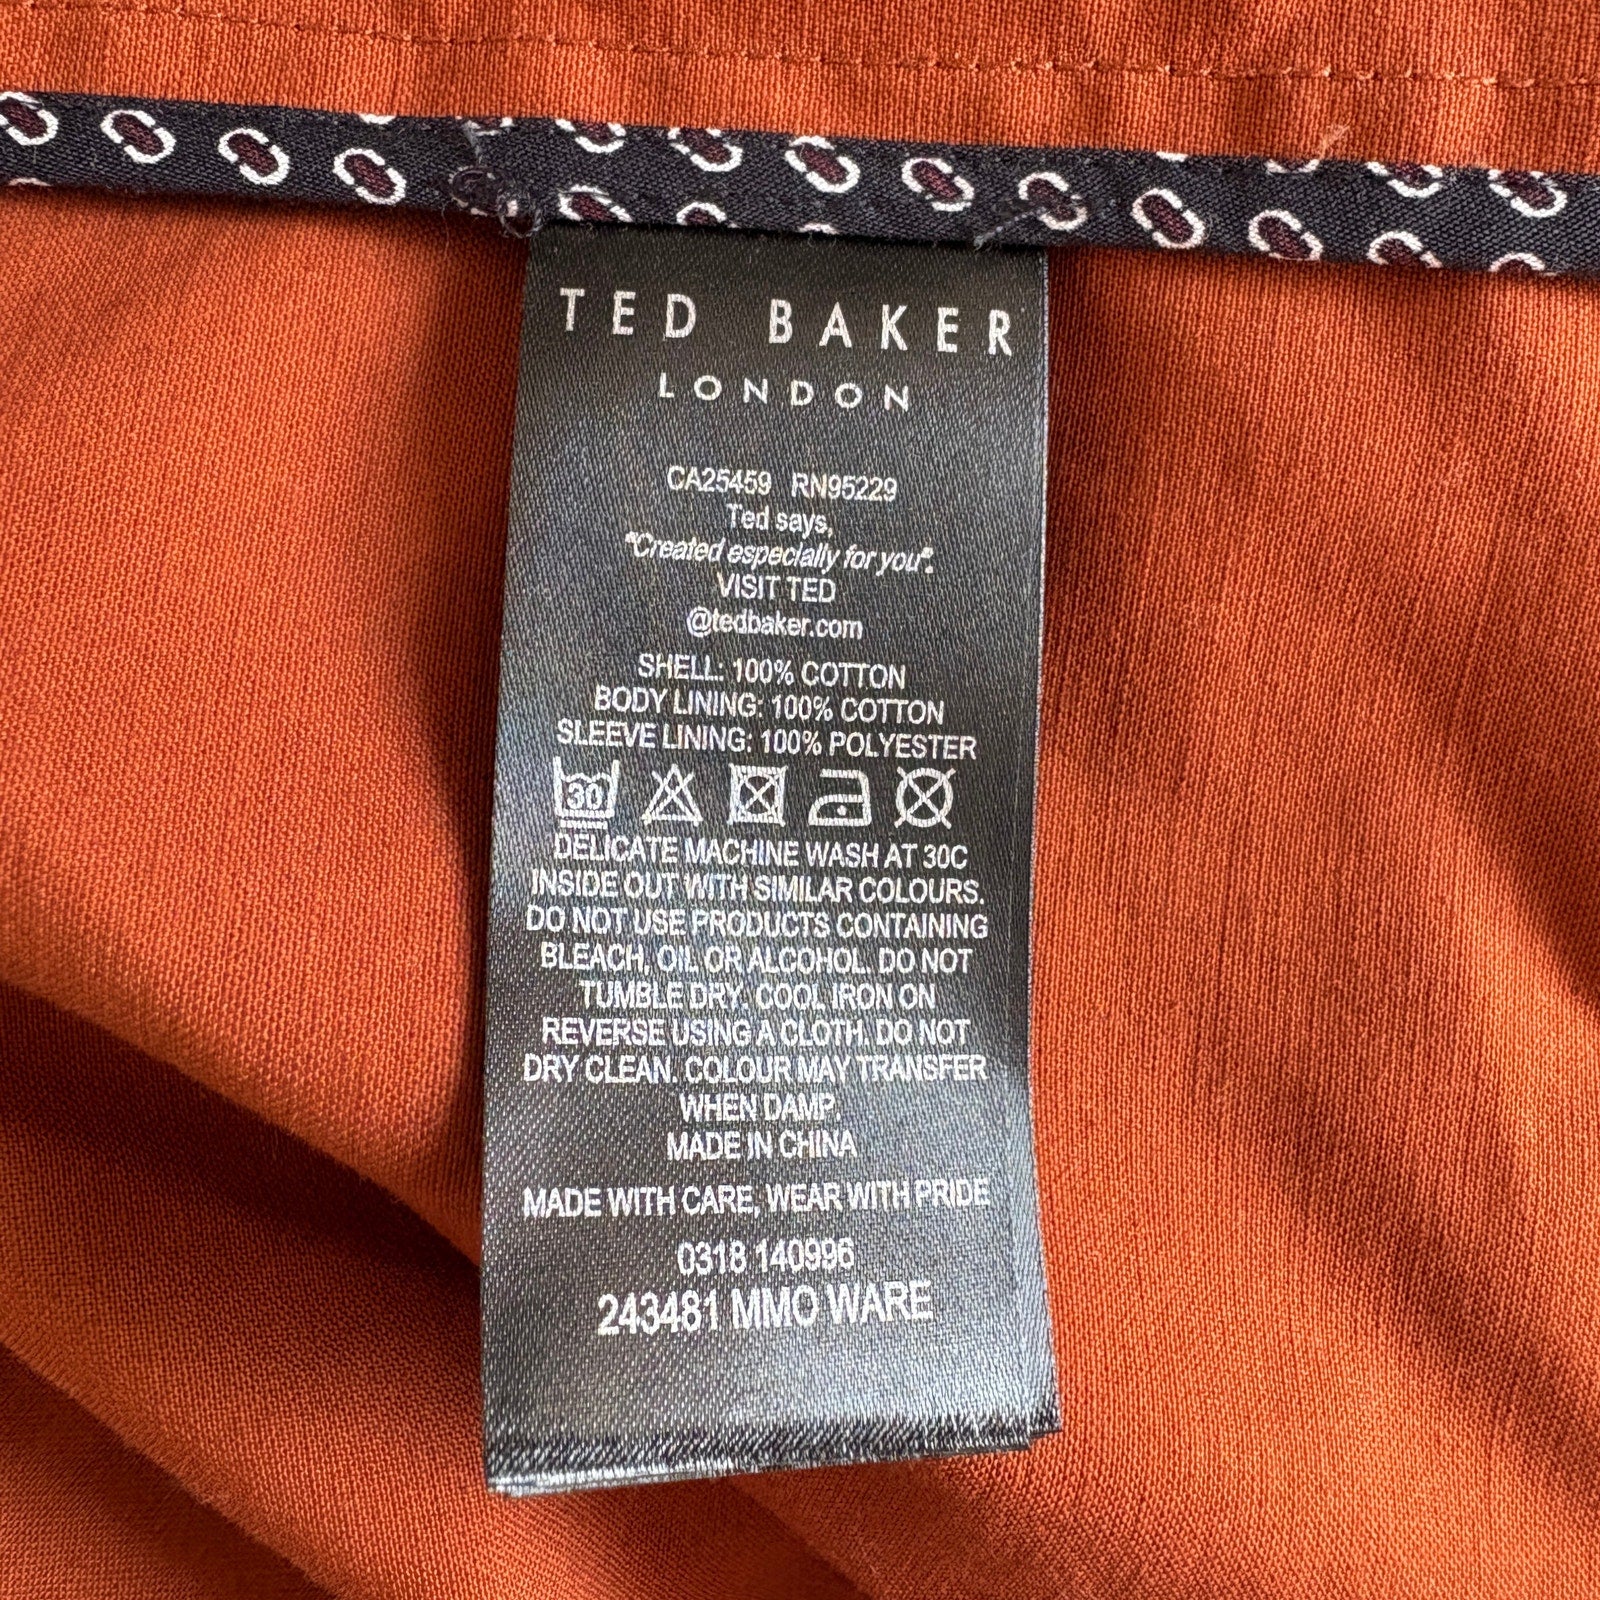 TED BAKER
LONDON
CA25459 RN95229
Ted says,
"Created especially for you".
VISIT TED
@tedbaker.com
SHELL: 100% COTTON
BODY LINING: 100% COTTON
SLEEVE LINING: 100% POLYESTER
30
DELICATE MACHINE WASH AT 30C
INSIDE OUT WITH SIMILAR COLOURS.
DO NOT USE PRODUCTS CONTAINING
BLEACH, OIL OR ALCOHOL. DO NOT
TUMBLE DRY. COOL IRON ON
REVERSE USING A CLOTH. DO NOT
DRY CLEAN. COLOUR MAY TRANSFER
WHEN DAMP.
MADE IN CHINA
MADE WITH CARE, WEAR WITH PRIDE
0318 140996
243481 MMO WARE